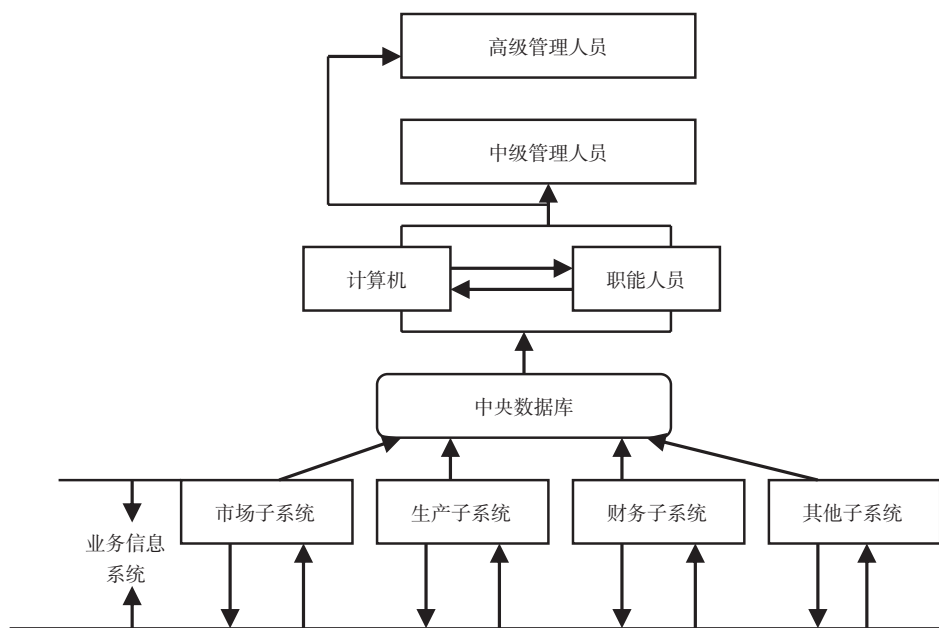 高级管理人员
中级管理人员
计算机
职能人员
中央数据库
市场子系统
生产子系统
财务子系统
其他子系统
业务信息
系统